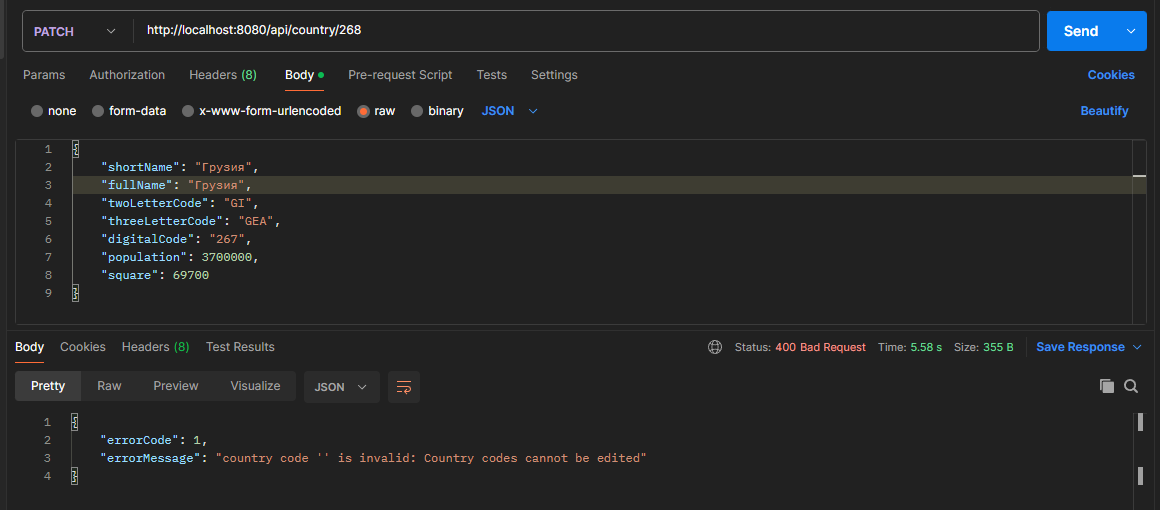 PATCH http://localhost:8080/api/country/268 Send
Params Authorization Headers (8) Body Pre-request Script Tests Settings Cookies
none form-data x-www-form-urlencoded raw binary JSON Beautify
1 {
2 "shortName": "Грузия",
3 "fullName": "Грузия",
4 "twoLetterCode": "GI",
5 "threeLetterCode": "GEA",
6 "digitalCode": "267",
7 "population": 3700000,
8 "square": 69700
9 }
Body Cookies Headers (8) Test Results Status: 400 Bad Request Time: 5.58 s Size: 355 B Save Response
Pretty Raw Preview Visualize JSON
1 {
2 "errorCode": 1,
3 "errorMessage": "country code '' is invalid: Country codes cannot be edited"
4 }